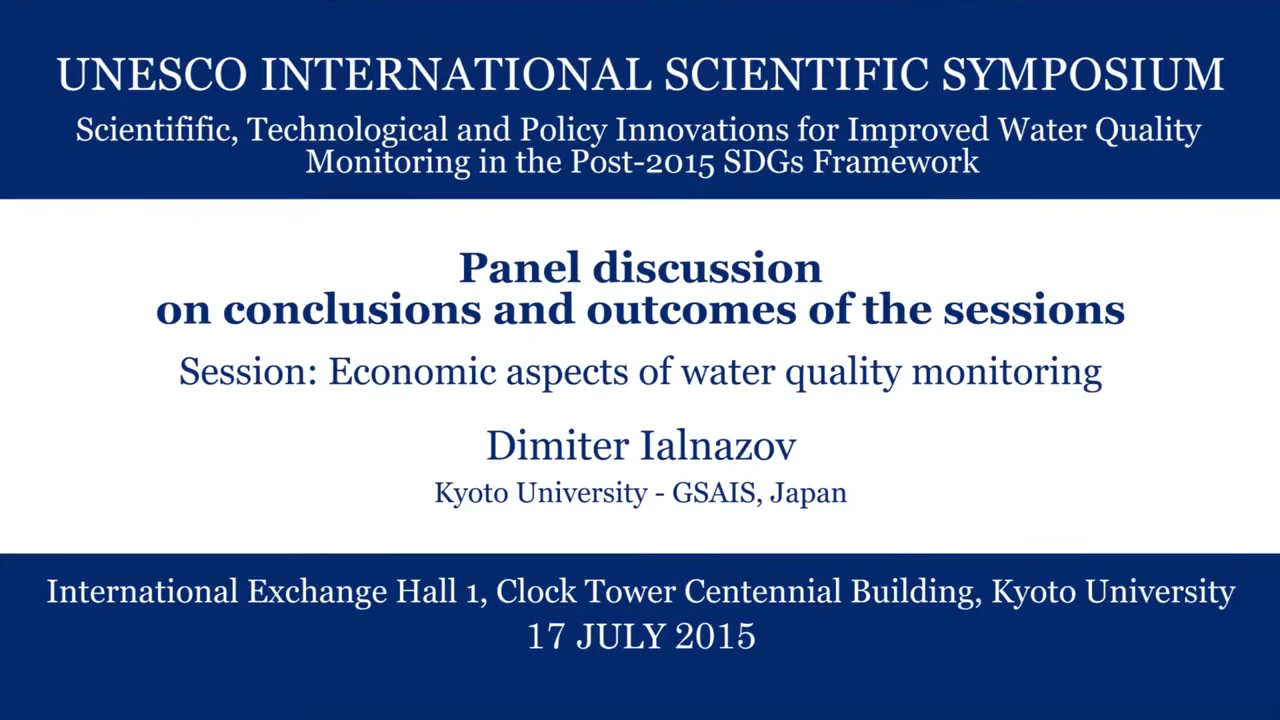 UNESCO INTERNATIONAL SCIENTIFIC SYMPOSIUM
Scientifific, Technological and Policy Innovations for Improved Water Quality
Monitoring in the Post-2015 SDGs Framework
Panel discussion
on conclusions and outcomes of the sessions
Session: Economic aspects of water quality monitoring
Dimiter Ialnazov
Kyoto University - GSAIS, Japan
International Exchange Hall 1, Clock Tower Centennial Building, Kyoto University
17 JULY 2015